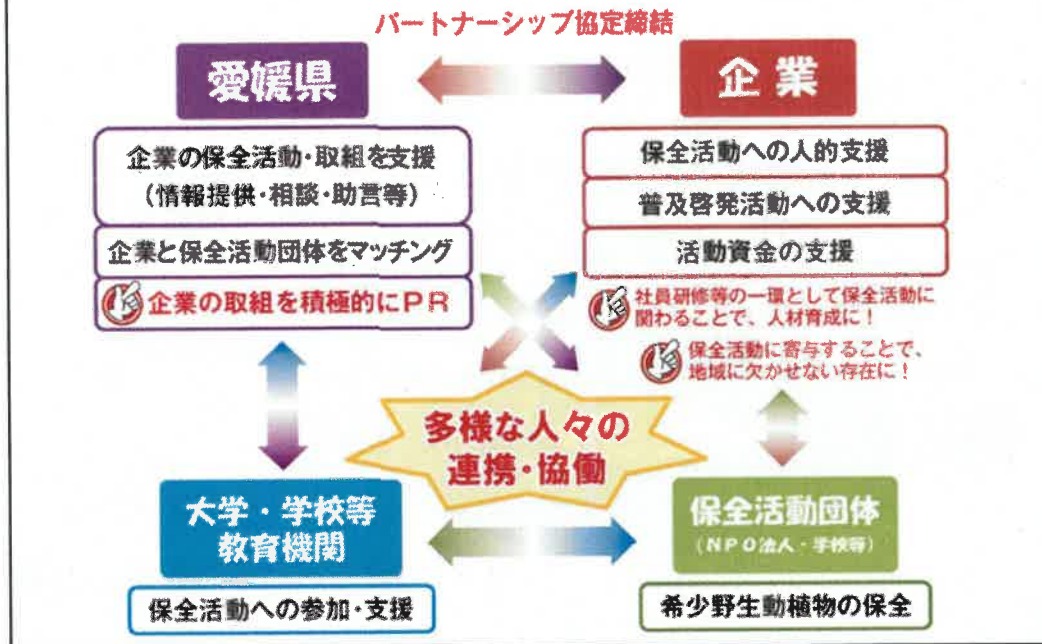 パートナーシップ協定締結
愛媛県
企業の保全活動・取組を支援
（情報提供・相談・助言等）
企業と保全活動団体をマッチング
企業の取組を積極的にPR
企業
保全活動への人的支援
普及啓発活動への支援
活動資金の支援
社員研修等の一環として保全活動に
関わることで、人材育成に！
保全活動に寄与することで、
地域に欠かせない存在に！
多様な人々の
連携・協働
大学・学校等
教育機関
保全活動への参加・支援
保全活動団体
（NPO法人・学校等）
希少野生動植物の保全